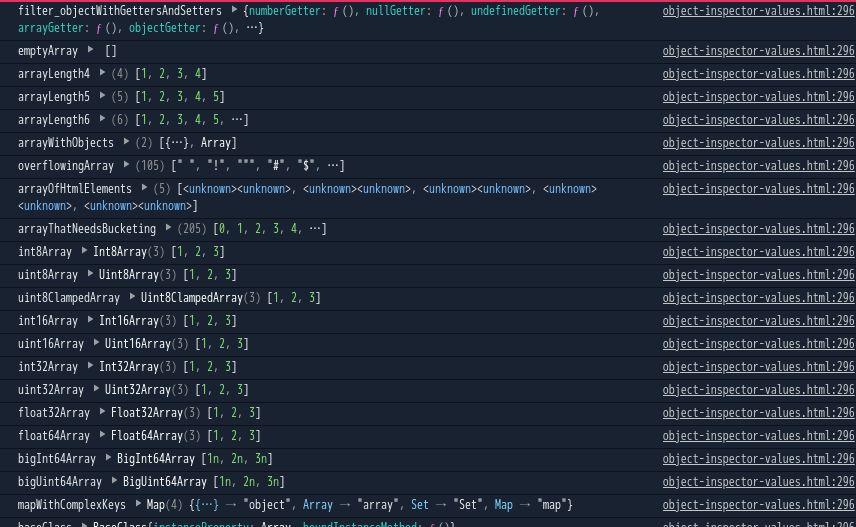 filter_objectWithGettersAndSetters ▶ {numberGetter: ƒ (), nullGetter: ƒ (), undefinedGetter: ƒ (), object-inspector-values.html:296
arrayGetter: ƒ (), objectGetter: ƒ (), …}
emptyArray ▶ [] object-inspector-values.html:296
arrayLength4 ▶ (4) [1, 2, 3, 4] object-inspector-values.html:296
arrayLength5 ▶ (5) [1, 2, 3, 4, 5] object-inspector-values.html:296
arrayLength6 ▶ (6) [1, 2, 3, 4, 5, …] object-inspector-values.html:296
arrayWithObjects ▶ (2) [{…}, Array] object-inspector-values.html:296
overflowingArray ▶ (105) [" ", "!", """, "#", "$", …] object-inspector-values.html:296
arrayOfHtmlElements ▶ (5) [<unknown><unknown>, <unknown><unknown>, <unknown><unknown>, <unknown> object-inspector-values.html:296
<unknown>, <unknown><unknown>]
arrayThatNeedsBucketing ▶ (205) [0, 1, 2, 3, 4, …] object-inspector-values.html:296
int8Array ▶ Int8Array(3) [1, 2, 3] object-inspector-values.html:296
uint8Array ▶ Uint8Array(3) [1, 2, 3] object-inspector-values.html:296
uint8ClampedArray ▶ Uint8ClampedArray(3) [1, 2, 3] object-inspector-values.html:296
int16Array ▶ Int16Array(3) [1, 2, 3] object-inspector-values.html:296
uint16Array ▶ Uint16Array(3) [1, 2, 3] object-inspector-values.html:296
int32Array ▶ Int32Array(3) [1, 2, 3] object-inspector-values.html:296
uint32Array ▶ Uint32Array(3) [1, 2, 3] object-inspector-values.html:296
float32Array ▶ Float32Array(3) [1, 2, 3] object-inspector-values.html:296
float64Array ▶ Float64Array(3) [1, 2, 3] object-inspector-values.html:296
bigInt64Array ▶ BigInt64Array [1n, 2n, 3n] object-inspector-values.html:296
bigUint64Array ▶ BigUint64Array [1n, 2n, 3n] object-inspector-values.html:296
mapWithComplexKeys ▶ Map(4) {{…} → "object", Array → "array", Set → "Set", Map → "map"} object-inspector-values.html:296
baseClass ▶ BaseClass{instanceProperty: Array, boundInstanceMethod: ƒ ()} object-inspector-values.html:296